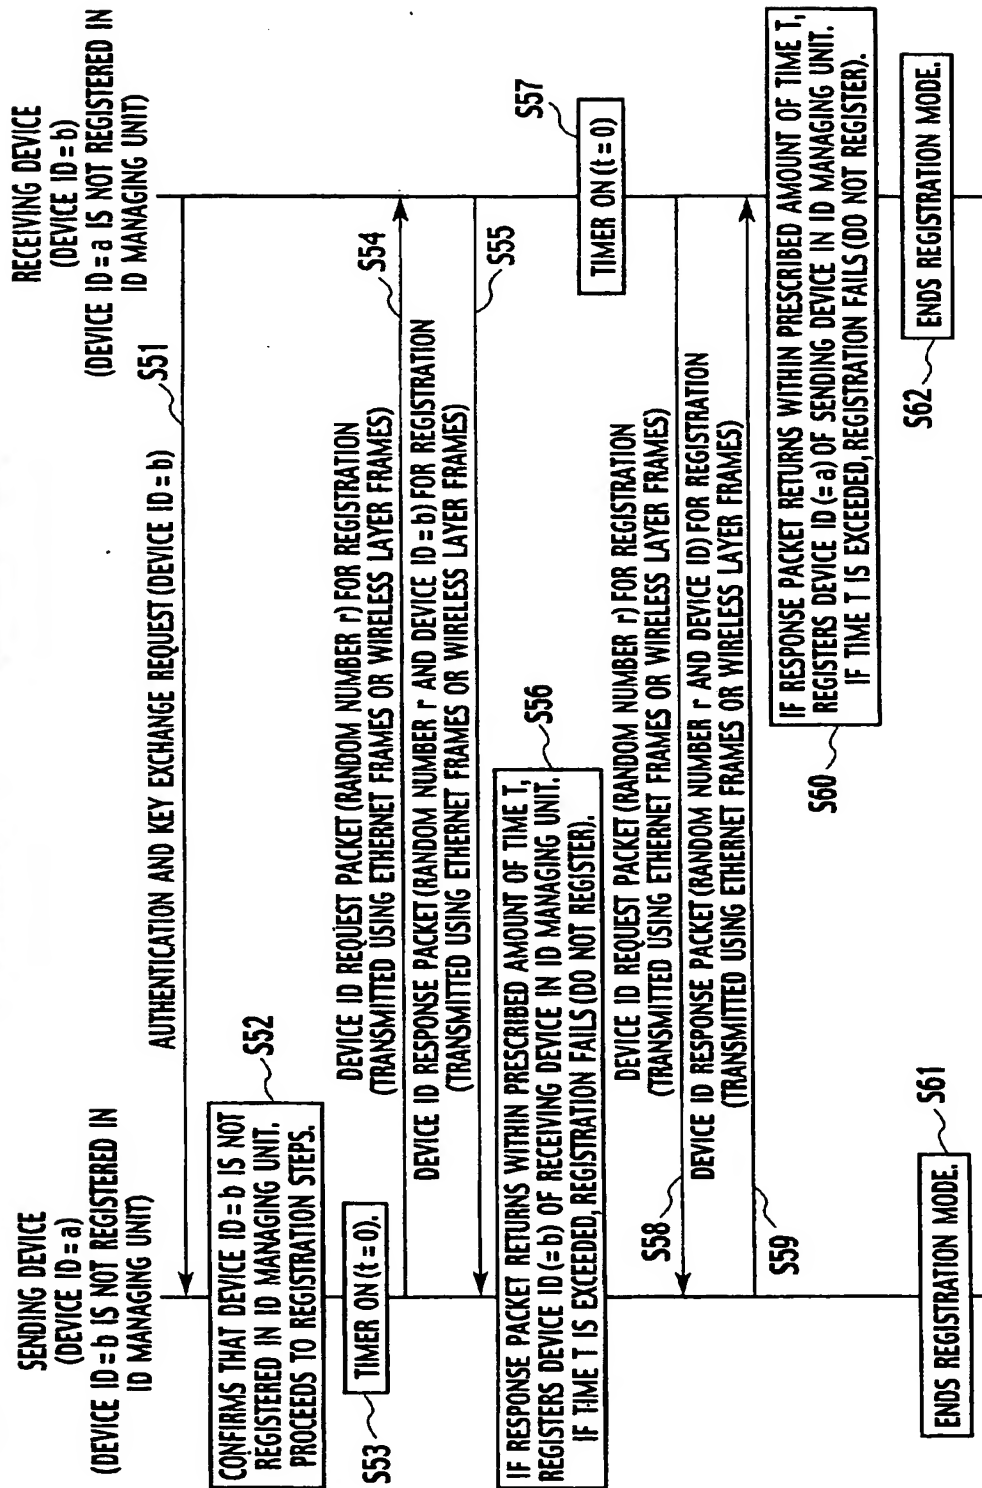 SENDING DEVICE
(DEVICE ID = a)
(DEVICE ID = b IS NOT REGISTERED IN
ID MANAGING UNIT)
RECEIVING DEVICE
(DEVICE ID = b)
(DEVICE ID = a IS NOT REGISTERED IN
ID MANAGING UNIT)
AUTHENTICATION AND KEY EXCHANGE REQUEST (DEVICE ID = b)
S51
CONFIRMS THAT DEVICE ID = b IS NOT
REGISTERED IN ID MANAGING UNIT.
PROCEEDS TO REGISTRATION STEPS.
S52
TIMER ON (t = 0).
S53
DEVICE ID REQUEST PACKET (RANDOM NUMBER r) FOR REGISTRATION
(TRANSMITTED USING ETHERNET FRAMES OR WIRELESS LAYER FRAMES)
S54
DEVICE ID RESPONSE PACKET (RANDOM NUMBER r AND DEVICE ID = b) FOR REGISTRATION
(TRANSMITTED USING ETHERNET FRAMES OR WIRELESS LAYER FRAMES)
S55
IF RESPONSE PACKET RETURNS WITHIN PRESCRIBED AMOUNT OF TIME T,
REGISTERS DEVICE ID (= b) OF RECEIVING DEVICE IN ID MANAGING UNIT.
IF TIME T IS EXCEEDED, REGISTRATION FAILS (DO NOT REGISTER).
S56
TIMER ON (t = 0)
S57
DEVICE ID REQUEST PACKET (RANDOM NUMBER r) FOR REGISTRATION
(TRANSMITTED USING ETHERNET FRAMES OR WIRELESS LAYER FRAMES)
S58
DEVICE ID RESPONSE PACKET (RANDOM NUMBER r AND DEVICE ID) FOR REGISTRATION
(TRANSMITTED USING ETHERNET FRAMES OR WIRELESS LAYER FRAMES)
S59
IF RESPONSE PACKET RETURNS WITHIN PRESCRIBED AMOUNT OF TIME T,
REGISTERS DEVICE ID (= a) OF SENDING DEVICE IN ID MANAGING UNIT.
IF TIME T IS EXCEEDED, REGISTRATION FAILS (DO NOT REGISTER).
S60
ENDS REGISTRATION MODE.
S61
ENDS REGISTRATION MODE.
S62